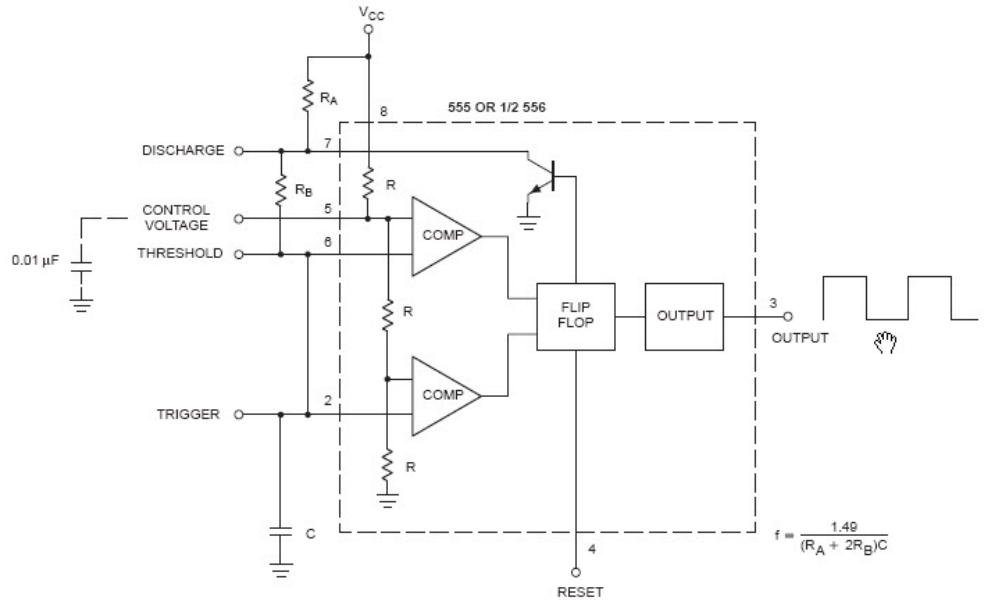 VCC
RA
8
555 OR 1/2 556
DISCHARGE
7
RB
R
CONTROL
VOLTAGE
5
COMP
THRESHOLD
6
0.01 µF
FLIP
FLOP
OUTPUT
3
OUTPUT
R
COMP
TRIGGER
2
R
C
4
RESET
f = 1.49
(RA + 2RB)C